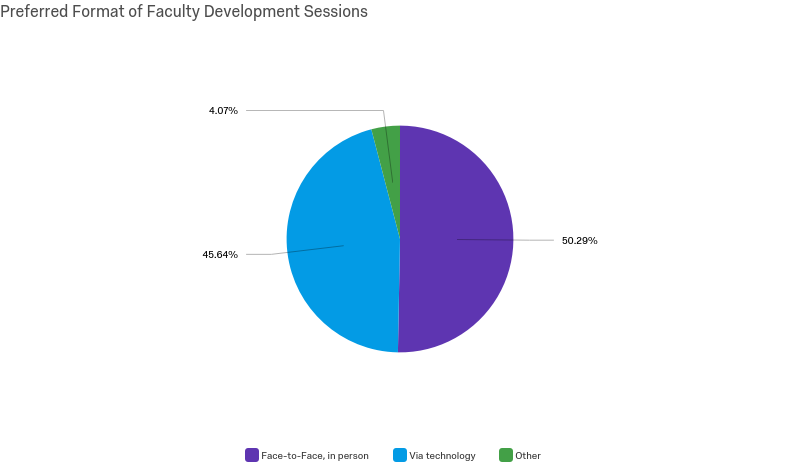 Preferred Format of Faculty Development Sessions
4.07%
50.29%
45.64%
Face-to-Face, in person
Via technology
Other